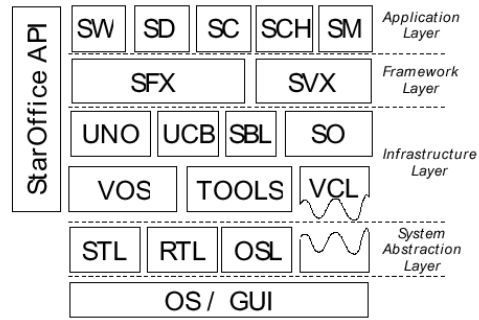 StarOffice API
SW SD SC SCH SM
Application
Layer
SFX SVX
Framework
Layer
UNO UCB SBL SO
Infrastructure
Layer
VOS TOOLS VCL
System
Abstraction
Layer
STL RTL OSL
OS / GUI